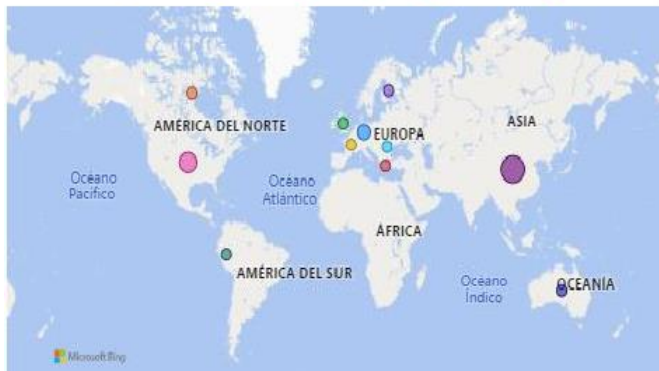 AMÉRICA DEL NORTE
EUROPA
ASIA
Océano
Pacífico
Océano
Atlántico
ÁFRICA
AMÉRICA DEL SUR
Océano
Índico
OCEANÍA
Microsoft Bing